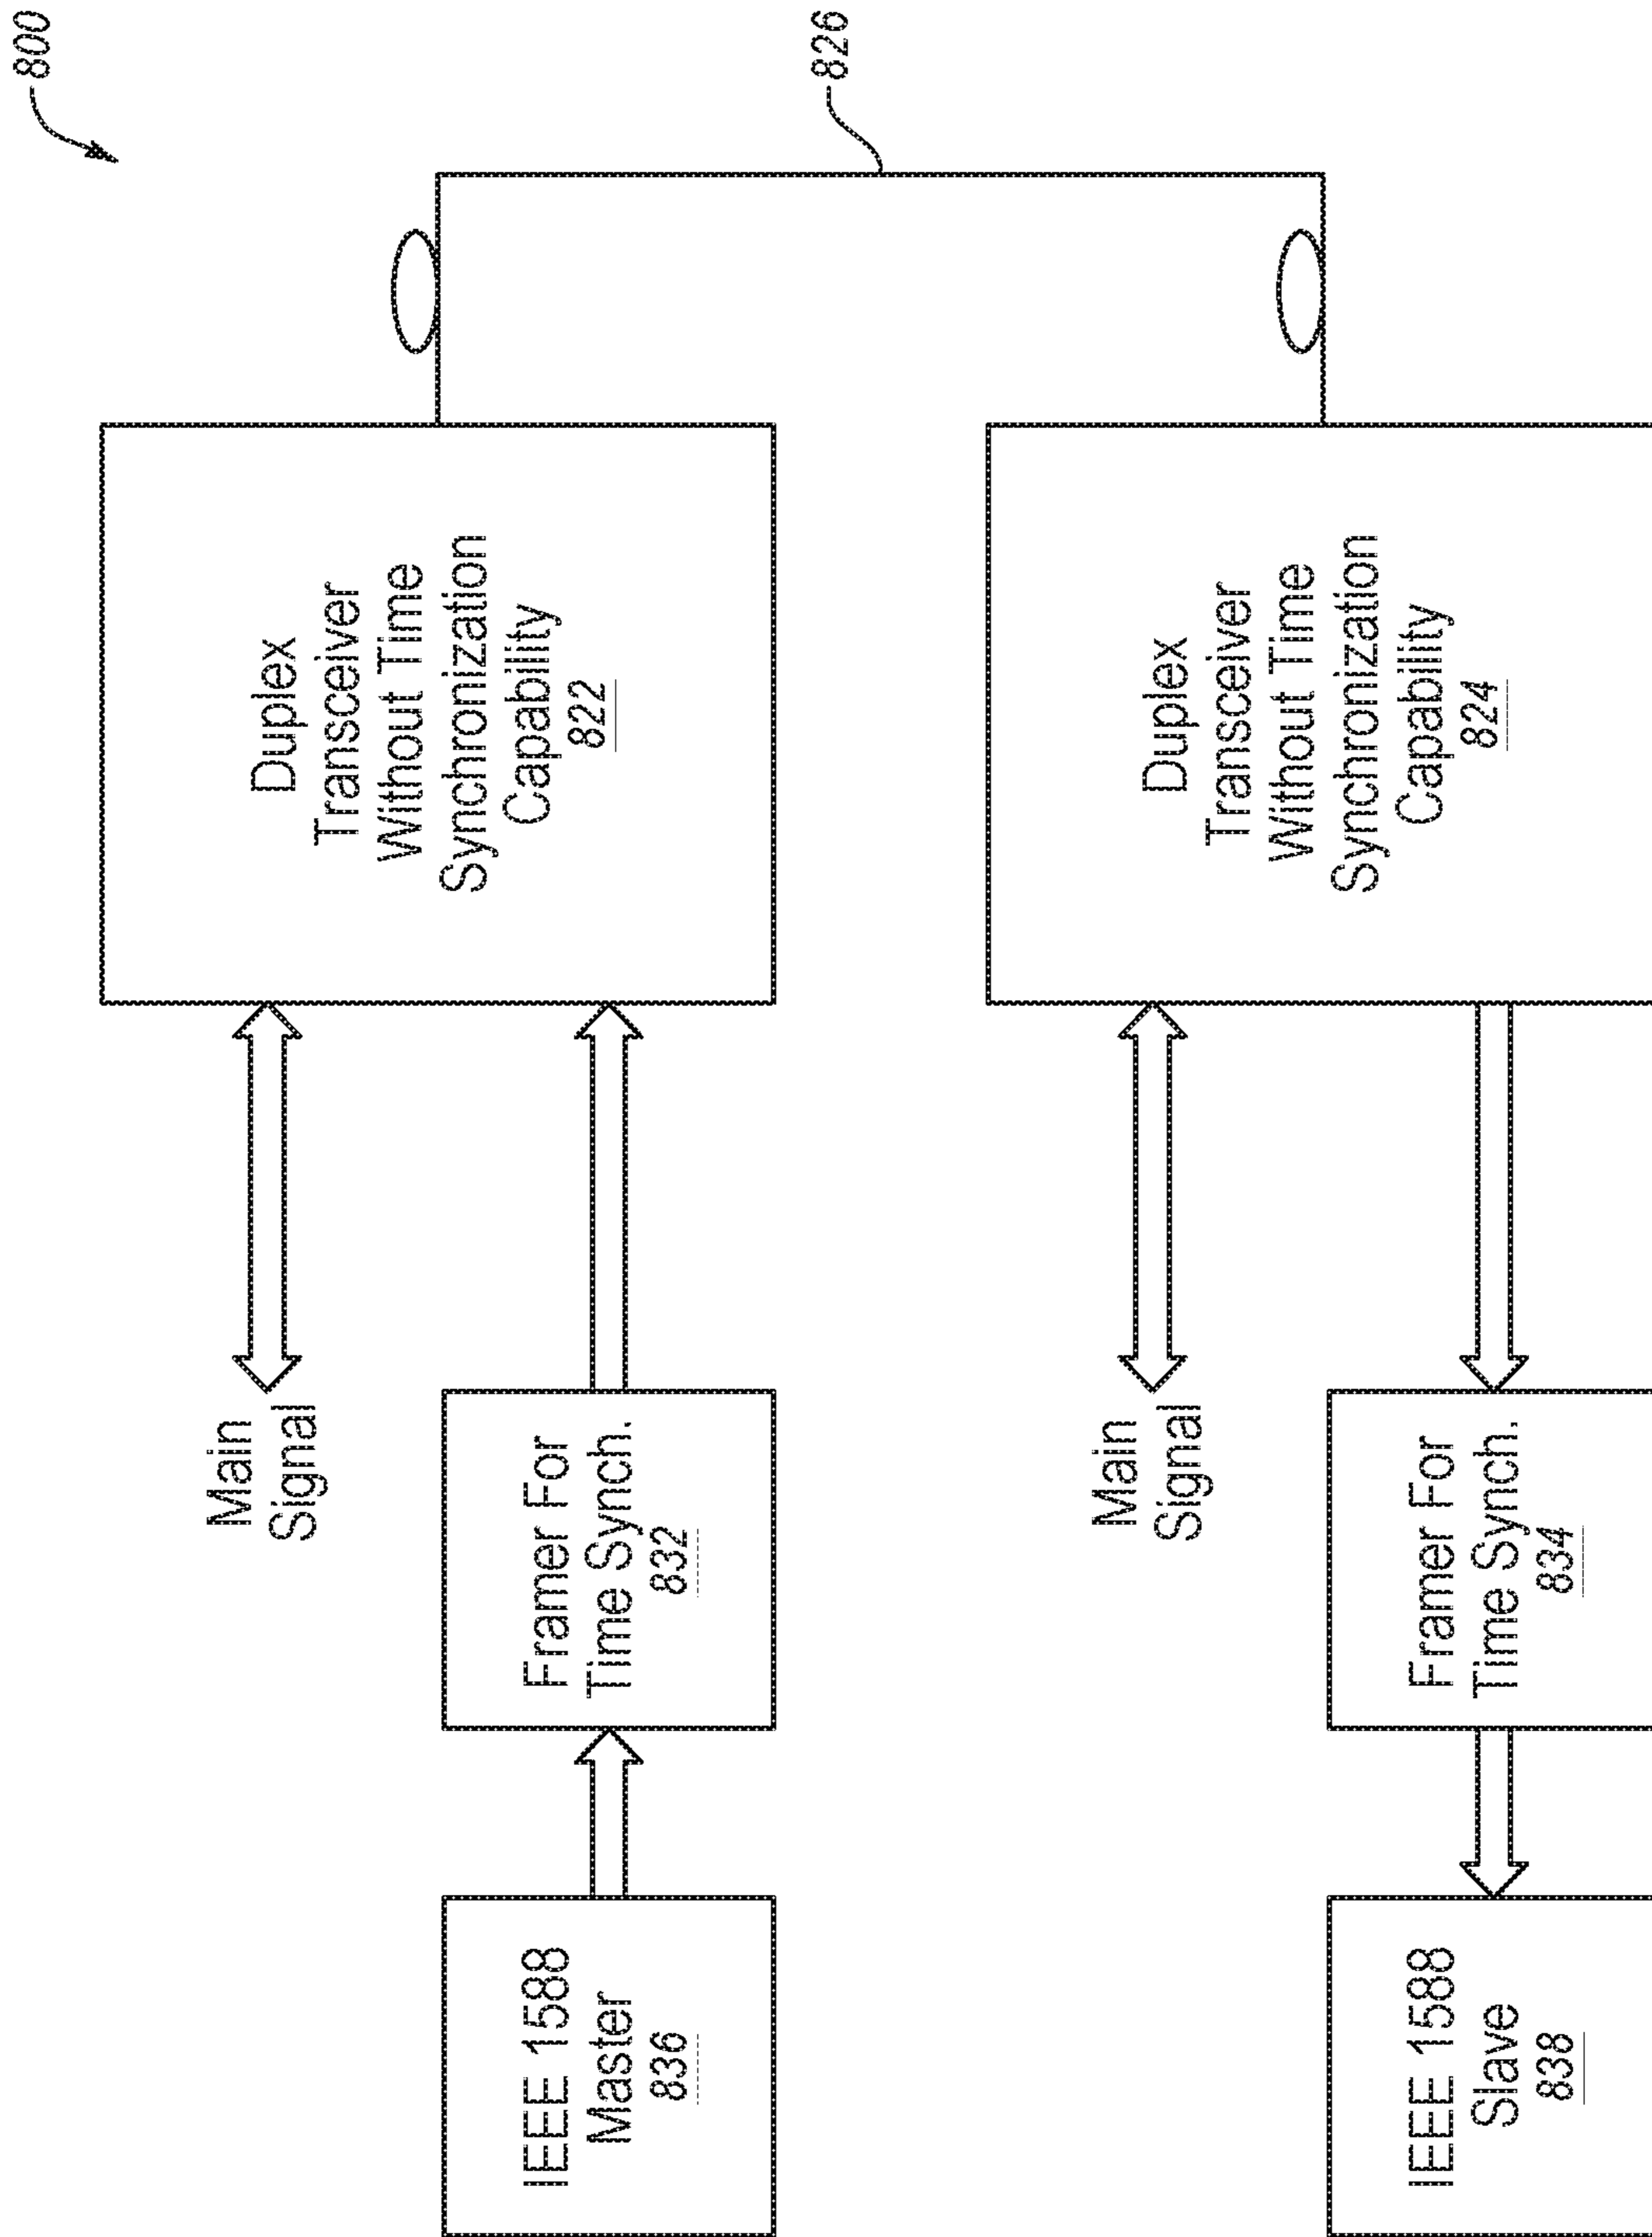 800
826
Duplex
Transceiver
Without Time
Synchronization
Capability
822
Duplex
Transceiver
Without Time
Synchronization
Capability
824
Main
Signal
Main
Signal
Framer For
Time Synch.
832
Framer For
Time Synch.
834
IEEE 1588
Master
836
IEEE 1588
Slave
838